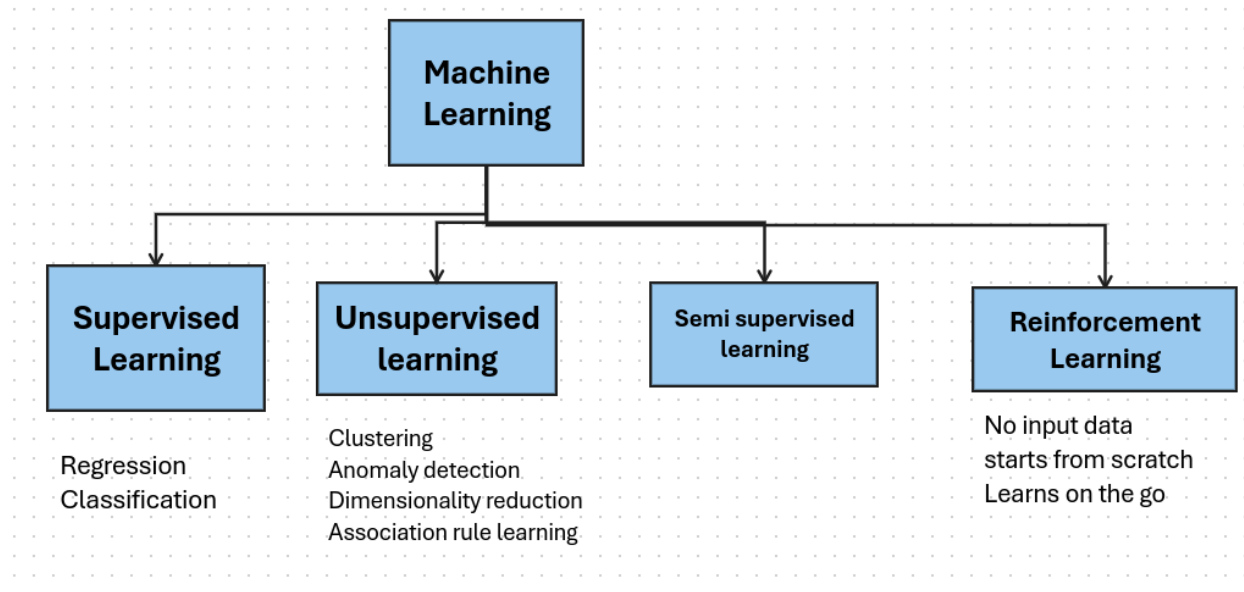 Machine
Learning
Supervised
Learning
Regression
Classification
Unsupervised
learning
Clustering
Anomaly detection
Dimensionality reduction
Association rule learning
Semi supervised
learning
Reinforcement
Learning
No input data
starts from scratch
Learns on the go